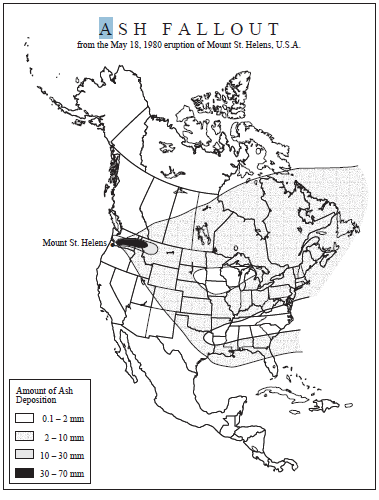 ASH FALLOUT
from the May 18, 1980 eruption of Mount St. Helens, U.S.A.
Mount St. Helens
Amount of Ash
Deposition
0.1 – 2 mm
2 – 10 mm
10 – 30 mm
30 – 70 mm